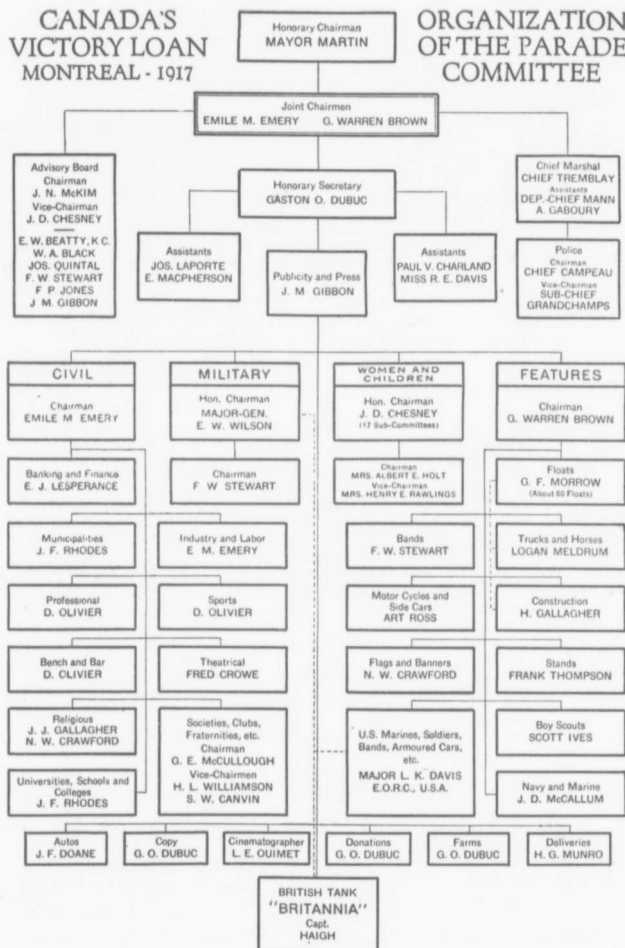 CANADA'S
VICTORY LOAN
MONTREAL - 1917
ORGANIZATION
OF THE PARADE
COMMITTEE
Honorary Chairman
MAYOR MARTIN
Joint Chairmen
EMILE M. EMERY G. WARREN BROWN
Advisory Board
Chairman
J. N. McKIM
Vice-Chairman
J. D. CHESNEY
E. W. BEATTY, K C.
W. A. BLACK
JOS. QUINTAL
F. W. STEWART
F P. JONES
J M. GIBBON
Honorary Secretary
GASTON O. DUBUC
Chief Marshal
CHIEF TREMBLAY
Assistants
DEP.-CHIEF MANN
A. GABOURY
Assistants
JOS. LAPORTE
E. MACPHERSON
Publicity and Press
J. M GIBBON
Assistants
PAUL V. CHARLAND
MISS R. E. DAVIS
Police
Chairman
CHIEF CAMPEAU
Vice-Chairman
SUB-CHIEF
GRANDCHAMPS
CIVIL
Chairman
EMILE M EMERY
MILITARY
Hon. Chairman
MAJOR-GEN.
E. W. WILSON
WOMEN AND
CHILDREN
Hon. Chairman
J. D. CHESNEY
(17 Sub-Committees)
FEATURES
Chairman
G. WARREN BROWN
Banking and Finance
E. J. LESPERANCE
Chairman
F W STEWART
Chairman
MRS. ALBERT E. HOLT
Vice-Chairman
MRS. HENRY E. RAWLINGS
Floats
G. F. MORROW
(About 60 Floats)
Municipalities
J. F. RHODES
Industry and Labor
E. M. EMERY
Bands
F. W. STEWART
Trucks and Horses
LOGAN MELDRUM
Professional
D. OLIVIER
Sports
D. OLIVIER
Motor Cycles and
Side Cars
ART ROSS
Construction
H. GALLAGHER
Bench and Bar
D. OLIVIER
Theatrical
FRED CROWE
Flags and Banners
N. W. CRAWFORD
Stands
FRANK THOMPSON
Religious
J. J. GALLAGHER
N. W. CRAWFORD
Societies, Clubs,
Fraternities, etc.
Chairman
G. E. McCULLOUGH
Vice-Chairmen
H. L. WILLIAMSON
S. W. CANVIN
U.S. Marines, Soldiers,
Bands, Armoured Cars,
etc.
MAJOR L. K. DAVIS
E.O.R.C., U.S.A.
Boy Scouts
SCOTT IVES
Universities, Schools and
Colleges
J. F. RHODES
Navy and Marine
J. D. McCALLUM
Autos
J. F. DOANE
Copy
G. O. DUBUC
Cinematographer
L. E. OUIMET
Donations
G. O. DUBUC
Farms
G. O. DUBUC
Deliveries
H. G. MUNRO
BRITISH TANK
"BRITANNIA"
Capt.
HAIGH